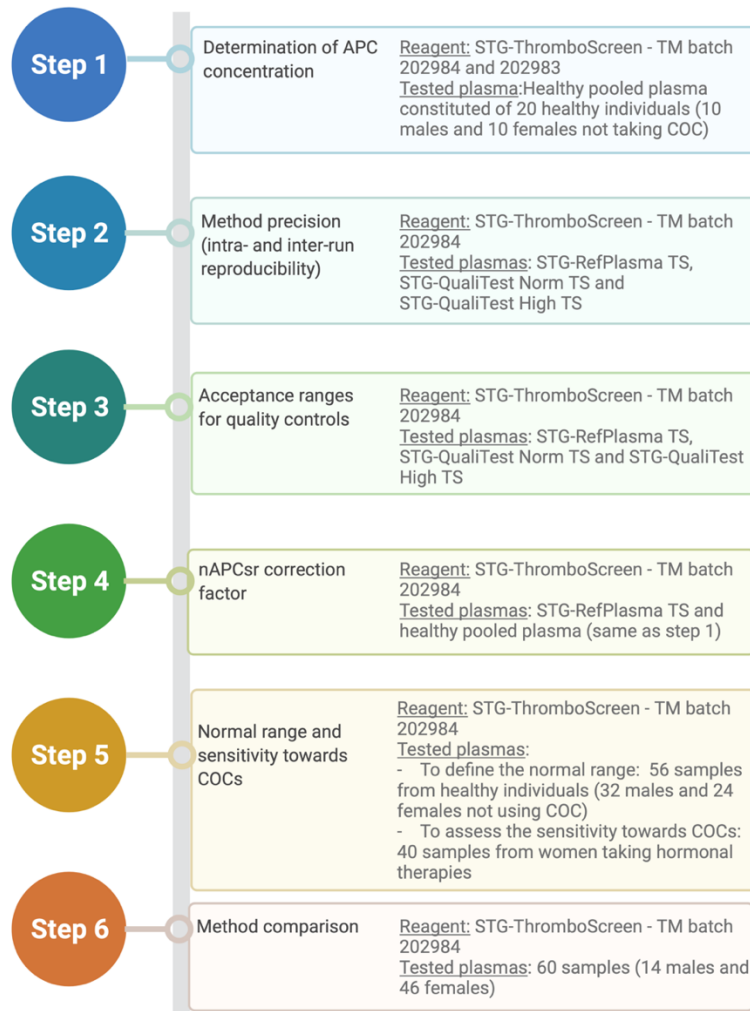 Step 1
Determination of APC
concentration
Reagent: STG-ThromboScreen - TM batch
202984 and 202983
Tested plasma:Healthy pooled plasma
constituted of 20 healthy individuals (10
males and 10 females not taking COC)
Step 2
Method precision
(intra- and inter-run
reproducibility)
Reagent: STG-ThromboScreen - TM batch
202984
Tested plasmas: STG-RefPlasma TS,
STG-QualiTest Norm TS and
STG-QualiTest High TS
Step 3
Acceptance ranges
for quality controls
Reagent: STG-ThromboScreen - TM batch
202984
Tested plasmas: STG-RefPlasma TS,
STG-QualiTest Norm TS and STG-QualiTest
High TS
Step 4
nAPCsr correction
factor
Reagent: STG-ThromboScreen - TM batch
202984
Tested plasmas: STG-RefPlasma TS and
healthy pooled plasma (same as step 1)
Step 5
Normal range and
sensitivity towards
COCs
Reagent: STG-ThromboScreen - TM batch
202984
Tested plasmas:
- To define the normal range: 56 samples
from healthy individuals (32 males and 24
females not using COC)
- To assess the sensitivity towards COCs:
40 samples from women taking hormonal
therapies
Step 6
Method comparison
Reagent: STG-ThromboScreen - TM batch
202984
Tested plasmas: 60 samples (14 males and
46 females)